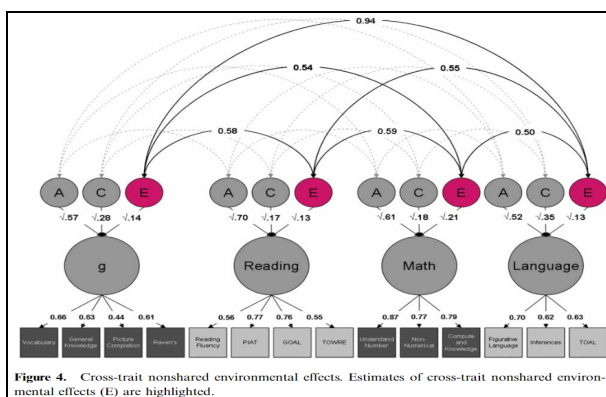 0.94
0.54 0.55
0.58 0.59 0.50
A C E A C E A C E A C E
√.57 √.28 √.14 √.70 √.17 √.13 √.61 √.18 √.21 √.52 √.35 √.13
g Reading Math Language
0.66 0.63 0.44 0.61 0.56 0.77 0.76 0.55 0.87 0.77 0.79 0.70 0.62 0.63
Vocabulary
General
Knowledge
Picture
Completion
Raven's
Reading
Fluency
PIAT
GOAL
TOWRE
Understand
Number
Non-
Numerical
Compute
and
Knowledge
Figurative
Language
Inferences
TOAL
Figure 4. Cross-trait nonshared environmental effects. Estimates of cross-trait nonshared environ-
mental effects (E) are highlighted.